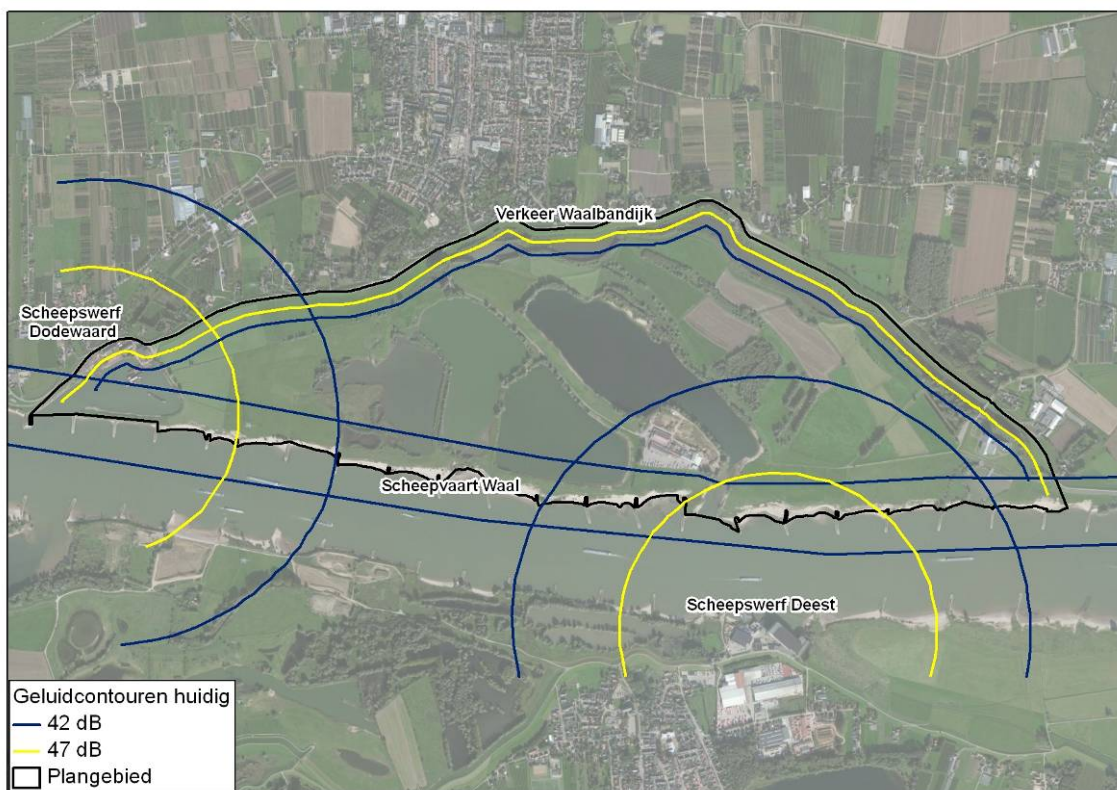 Verkeer Waalbandijk
Scheepswerf
Dodewaard
Scheepvaart Waal
Scheepswerf Deest
Geluidcontouren huidig
42 dB
47 dB
Plangebied